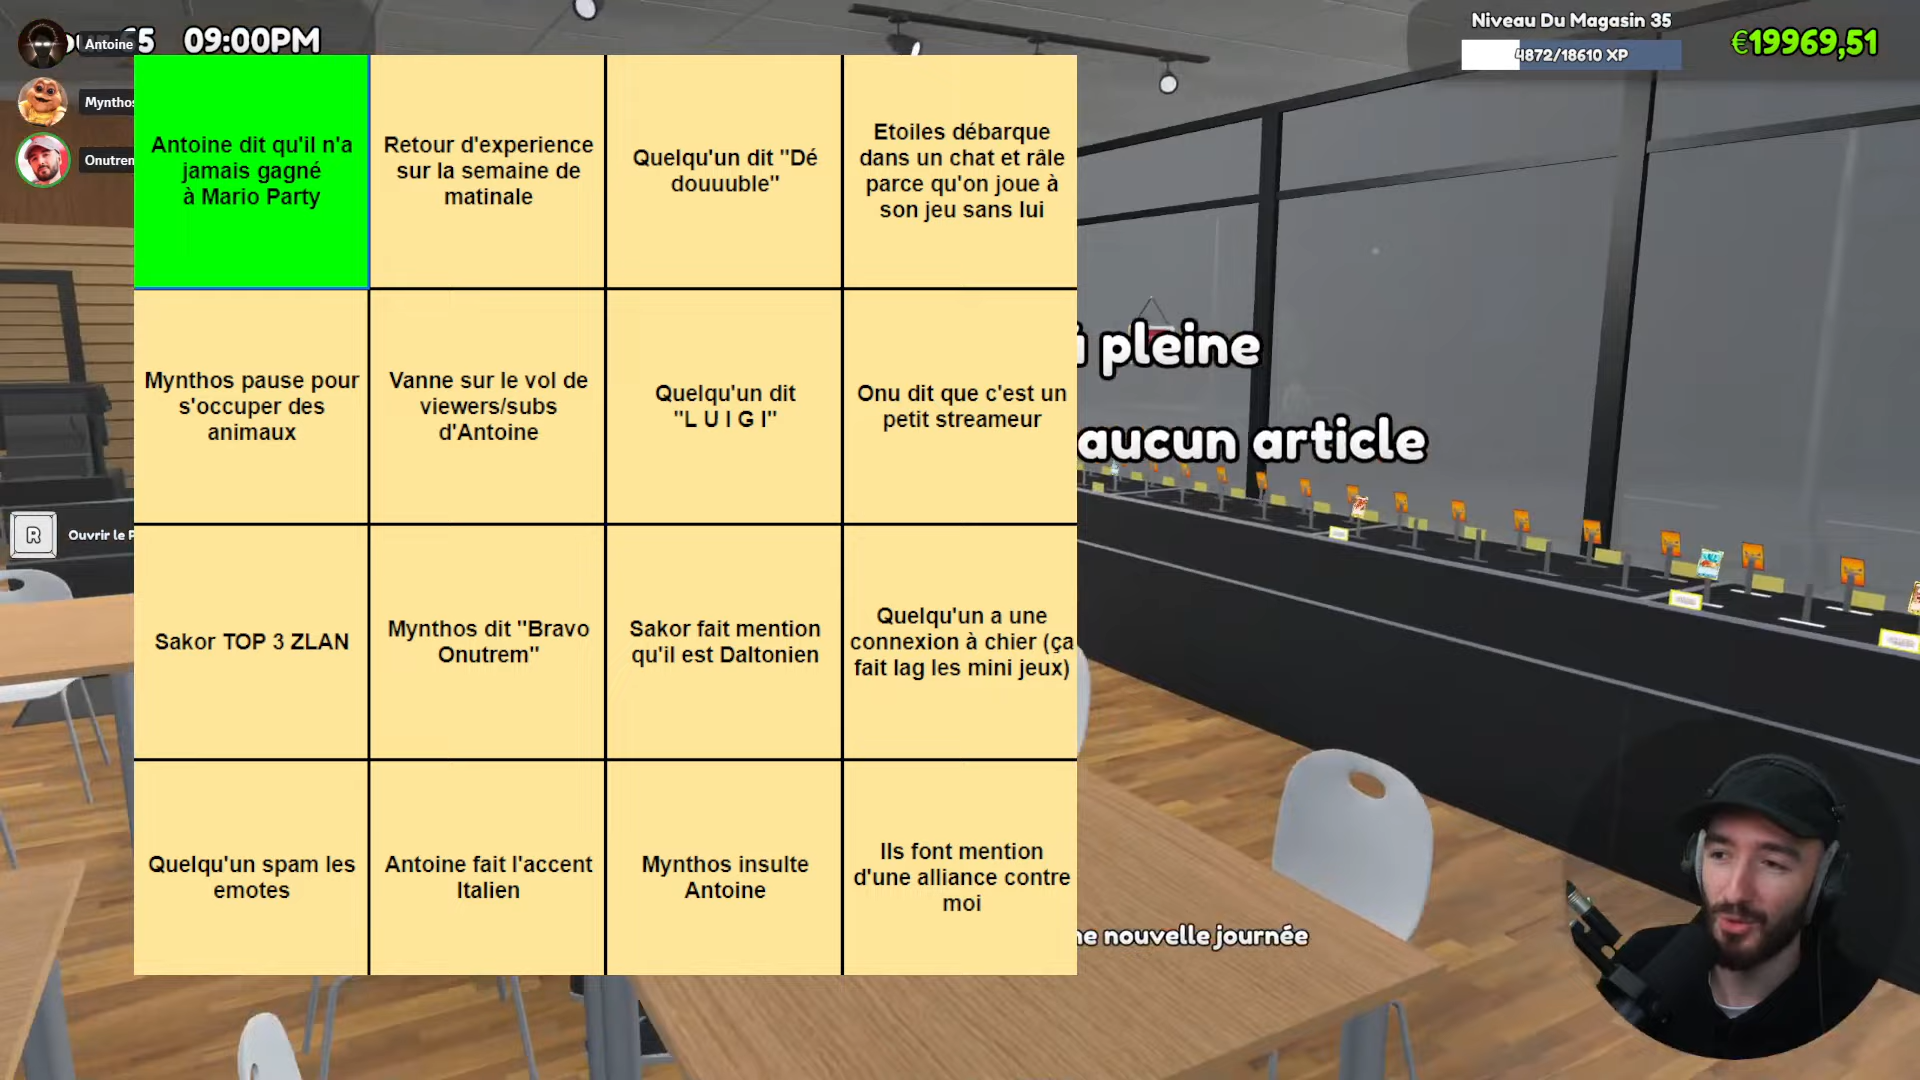 Antoine
5 09:00PM
Niveau Du Magasin 35
4872/18610 XP
€19969,51
Mynthos
Onutrem
Antoine dit qu'il n'a
jamais gagné
à Mario Party
Retour d'experience
sur la semaine de
matinale
Quelqu'un dit "Dé
douuuble"
Etoiles débarque
dans un chat et râle
parce qu'on joue à
son jeu sans lui
Mynthos pause pour
s'occuper des
animaux
Vanne sur le vol de
viewers/subs
d'Antoine
Quelqu'un dit
"L U I G I"
Onu dit que c'est un
petit streameur
pleine
aucun article
R
Ouvrir le
Sakor TOP 3 ZLAN
Mynthos dit "Bravo
Onutrem"
Sakor fait mention
qu'il est Daltonien
Quelqu'un a une
connexion à chier (ça
fait lag les mini jeux)
Quelqu'un spam les
emotes
Antoine fait l'accent
Italien
Mynthos insulte
Antoine
Ils font mention
d'une alliance contre
moi
ne nouvelle journée